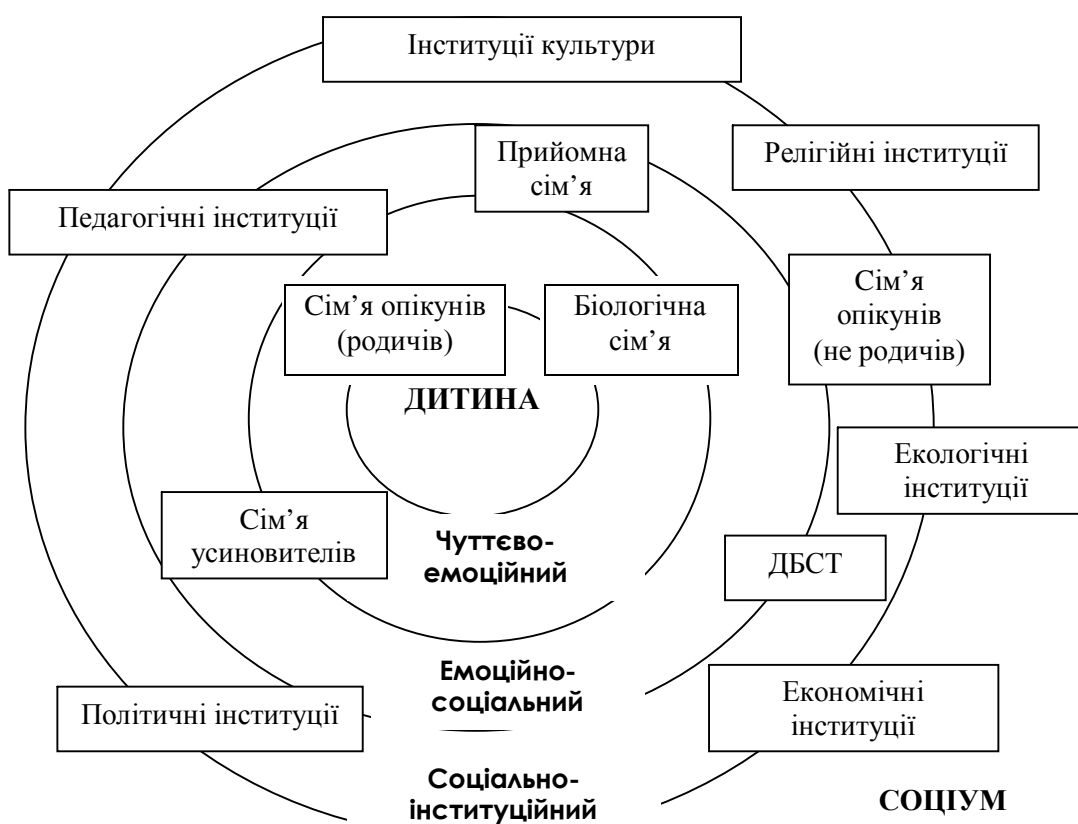 Інституції культури
Прийомна
сім’я
Релігійні інституції
Педагогічні інституції
Сім’я опікунів
(родичів)
Біологічна
сім’я
Сім’я
опікунів
(не родичів)
ДИТИНА
Екологічні
інституції
Сім’я
усиновителів
Чуттєво-
емоційний
ДБСТ
Емоційно-
соціальний
Політичні інституції
Економічні
інституції
Соціально-
інституційний
СОЦІУМ